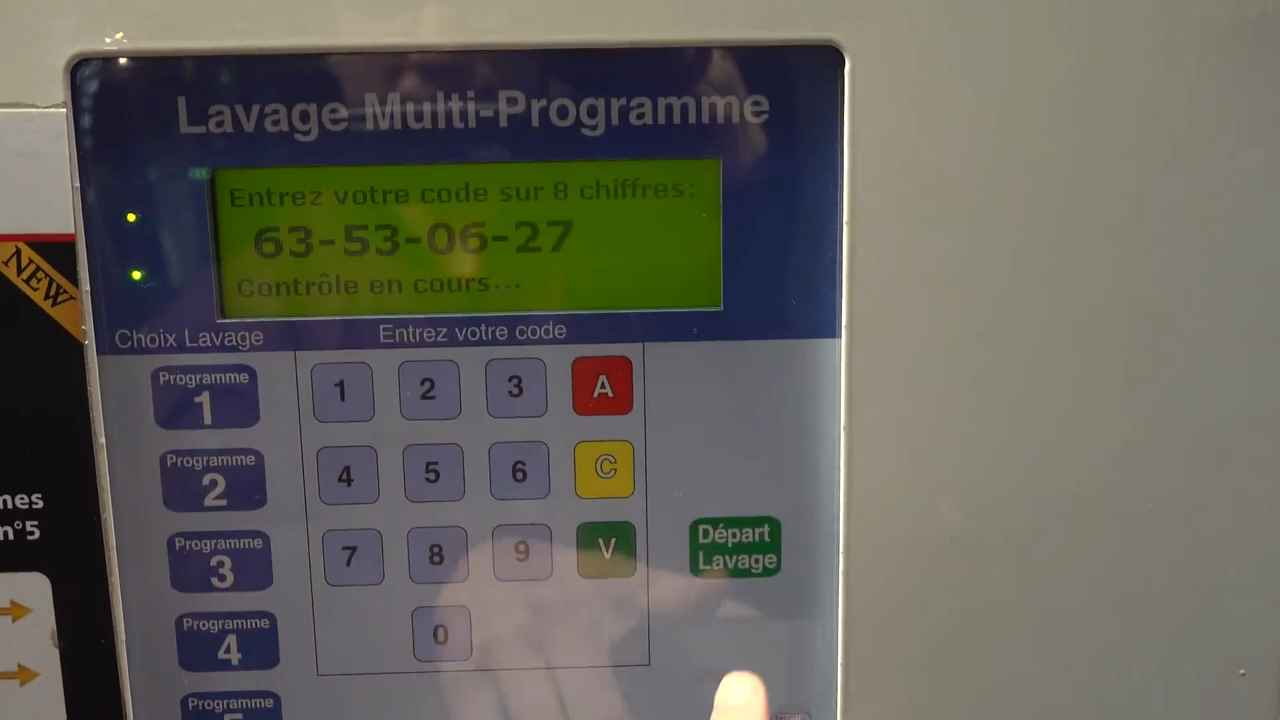 Lavage Multi-Programme
Entrez votre code sur 8 chiffres:
63-53-06-27
Contrôle en cours...
NEW
Choix Lavage
Entrez votre code
Programme
1
1 2 3 A
Programme
2
4 5 6 C
mes
n°5
Programme
3
7 8 9 V
Départ
Lavage
Programme
4
0
Programme